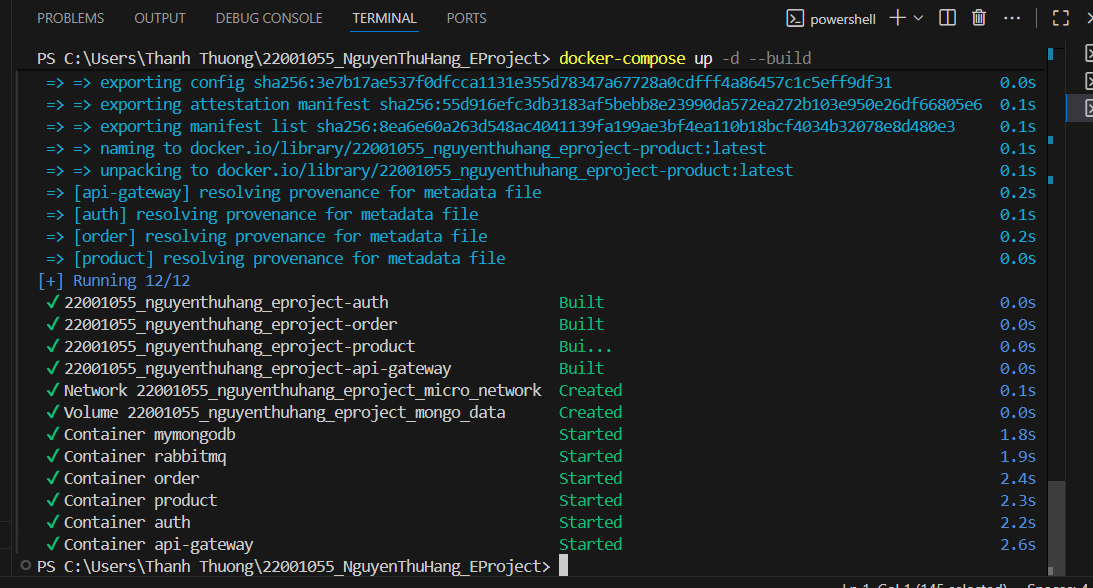 PROBLEMS OUTPUT DEBUG CONSOLE TERMINAL PORTS powershell
PS C:\Users\Thanh Thuong\22001055_NguyenThuHang_EProject> docker-compose up -d --build
=> => exporting config sha256:3e7b17ae537f0dfcca1131e355d78347a67728a0cdfff4a86457c1c5eff9df31 0.0s
=> => exporting attestation manifest sha256:55d916efc3db3183af5bebb8e23990da572ea272b103e950e26df66805e6 0.1s
=> => exporting manifest list sha256:8ea6e60a263d548ac4041139fa199ae3bf4ea110b18bcf4034b32078e8d480e3 0.1s
=> => naming to docker.io/library/22001055_nguyenthuhang_eproject-product:latest 0.1s
=> => unpacking to docker.io/library/22001055_nguyenthuhang_eproject-product:latest 0.1s
=> [api-gateway] resolving provenance for metadata file 0.2s
=> [auth] resolving provenance for metadata file 0.1s
=> [order] resolving provenance for metadata file 0.2s
=> [product] resolving provenance for metadata file 0.0s
[+] Running 12/12
✓ 22001055_nguyenthuhang_eproject-auth Built 0.0s
✓ 22001055_nguyenthuhang_eproject-order Built 0.0s
✓ 22001055_nguyenthuhang_eproject-product Bui... 0.0s
✓ 22001055_nguyenthuhang_eproject-api-gateway Built 0.0s
✓ Network 22001055_nguyenthuhang_eproject_micro_network Created 0.1s
✓ Volume 22001055_nguyenthuhang_eproject_mongo_data Created 0.0s
✓ Container mymongodb Started 1.8s
✓ Container rabbitmq Started 1.9s
✓ Container order Started 2.4s
✓ Container product Started 2.3s
✓ Container auth Started 2.2s
✓ Container api-gateway Started 2.6s
PS C:\Users\Thanh Thuong\22001055_NguyenThuHang_EProject>